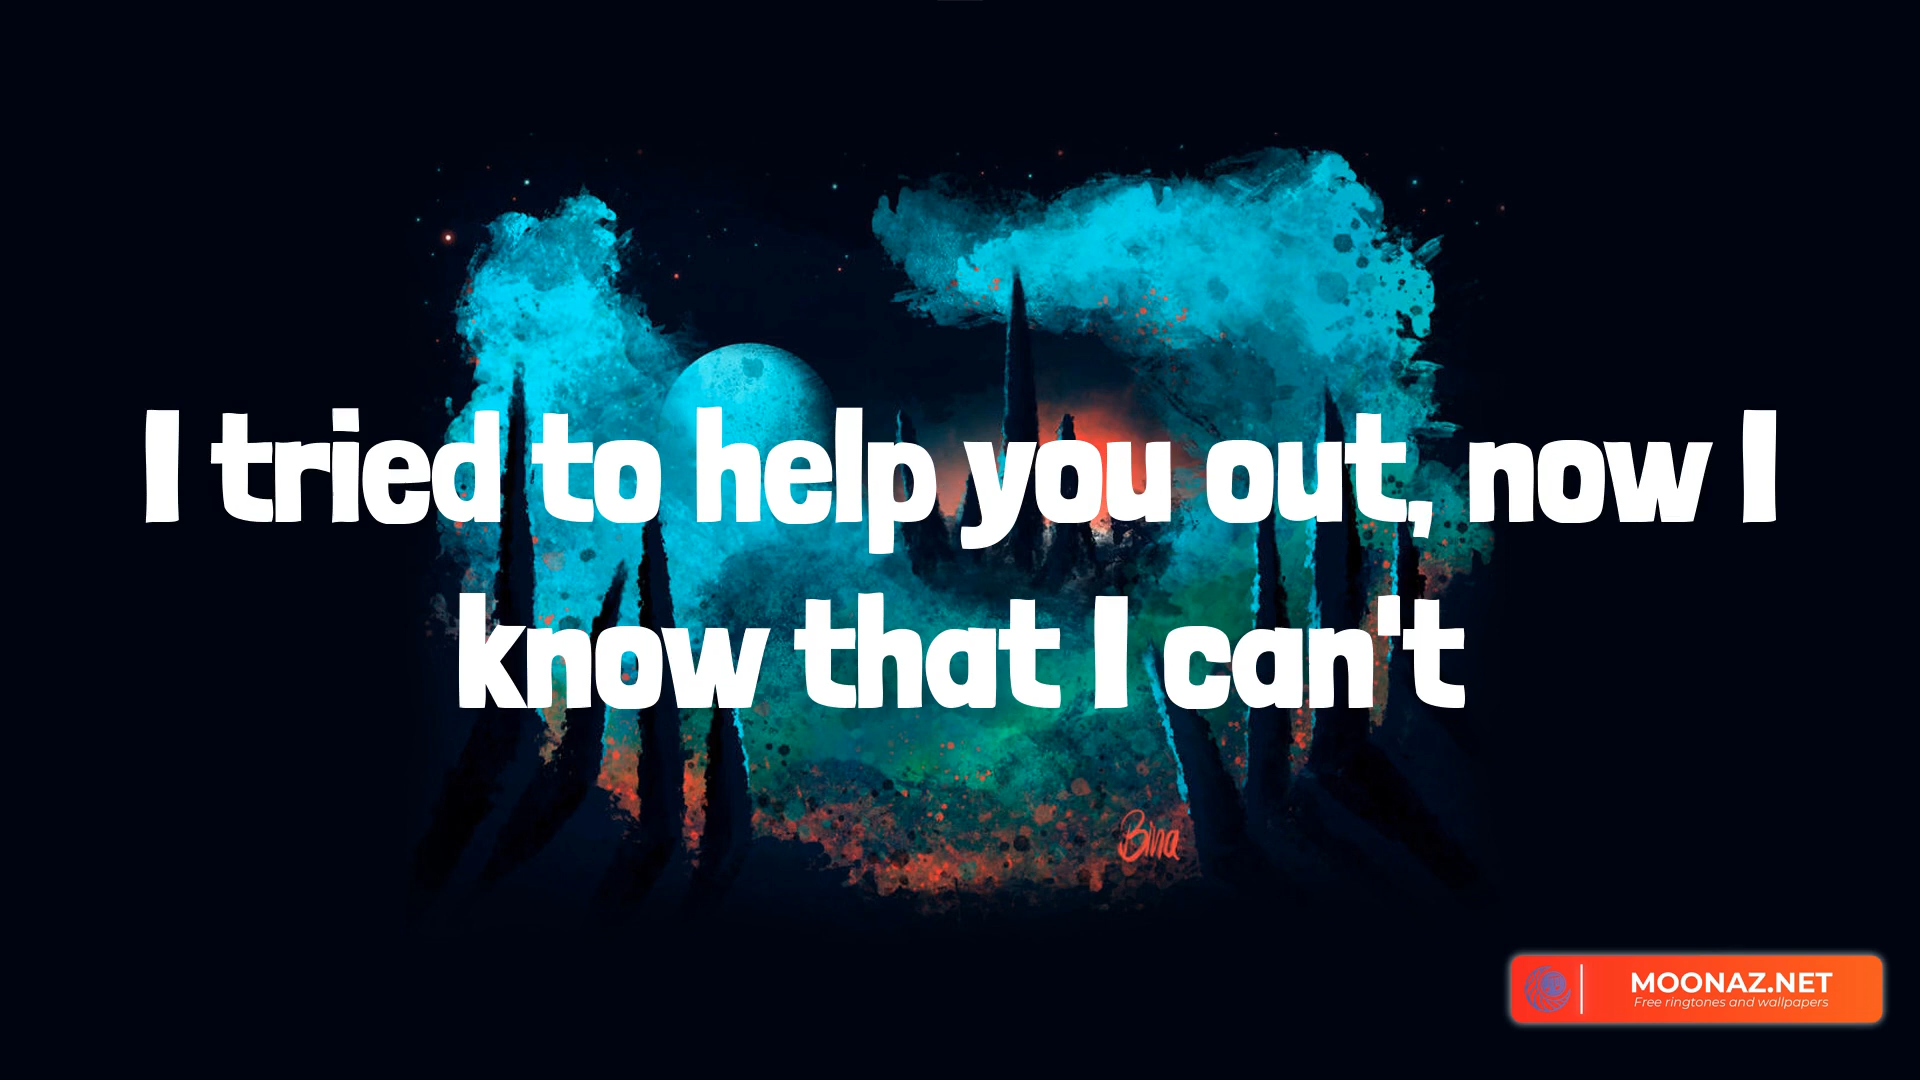 I tried to help you out, now I
know that I can't
Bina
MOONAZ.NET
Free ringtones and wallpapers